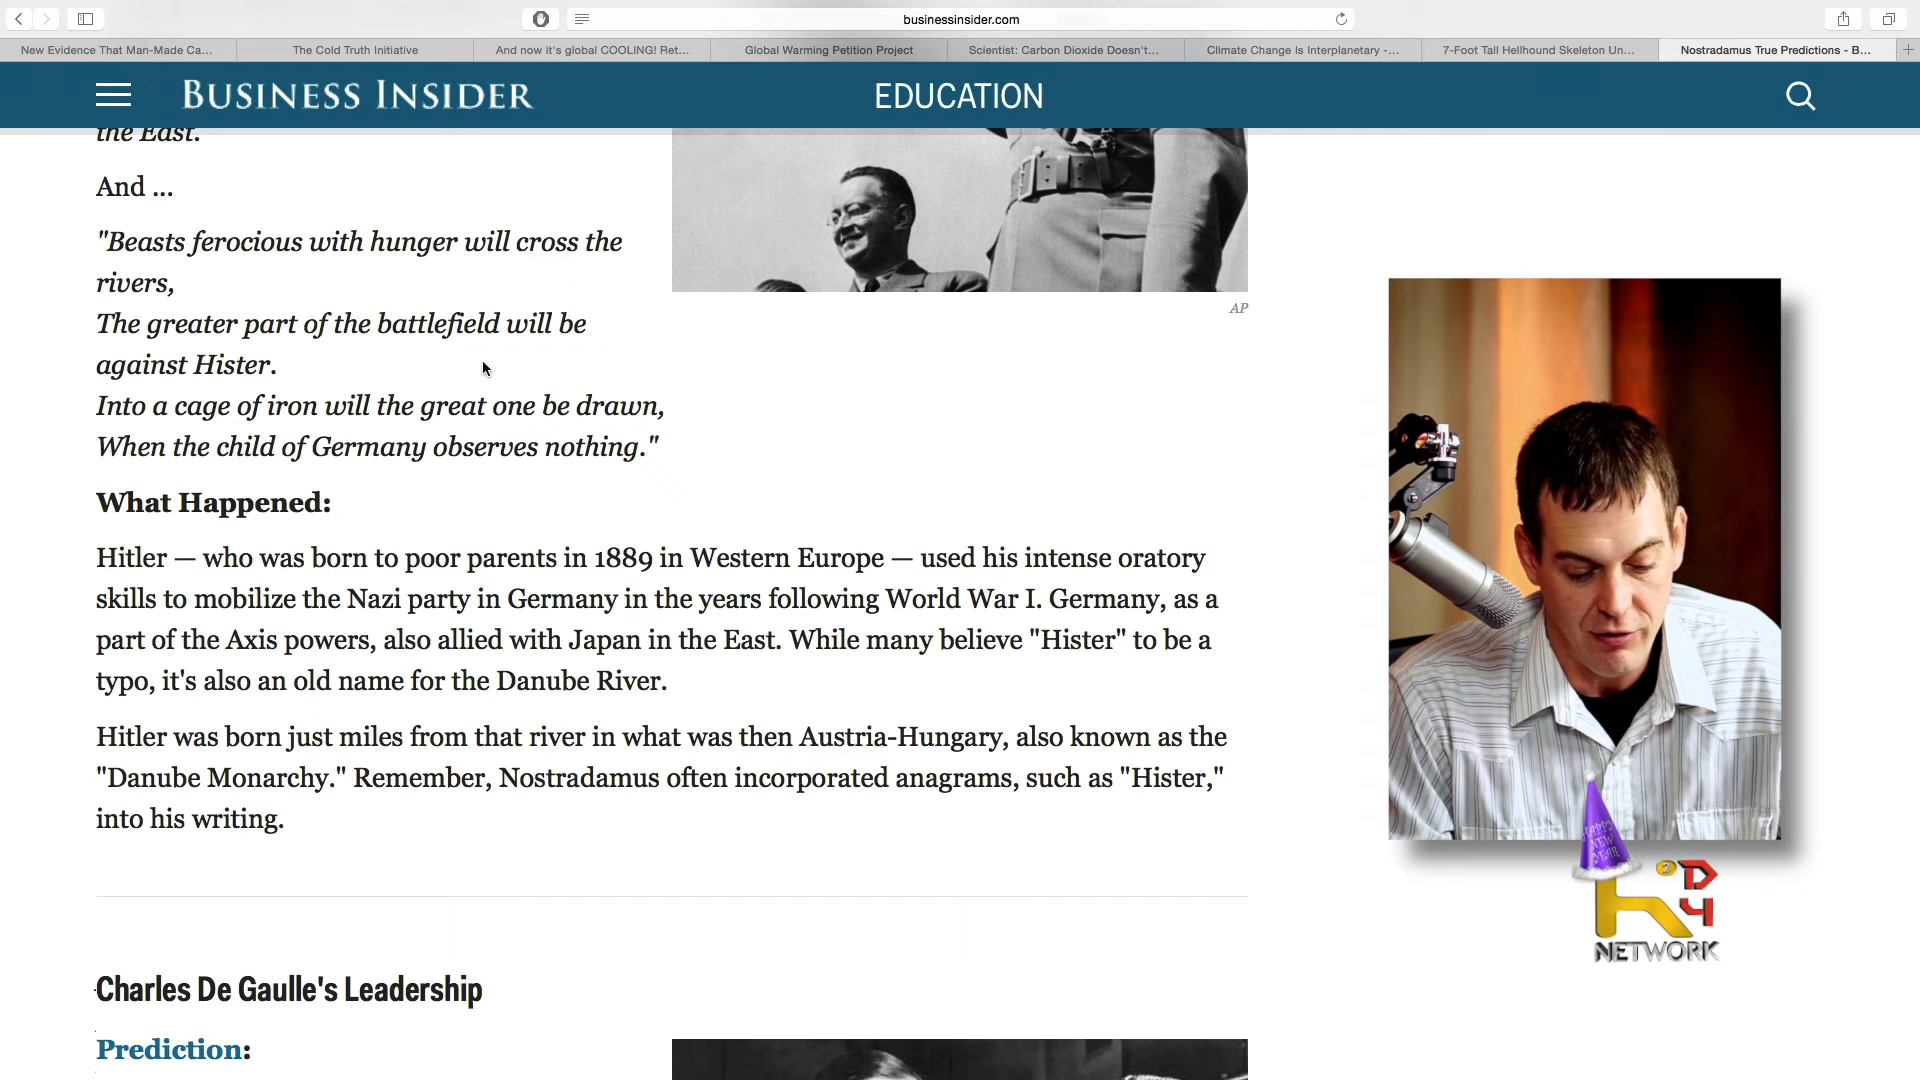 businessinsider.com
New Evidence That Man-Made Ca...
The Cold Truth Initiative
And now it's global COOLING! Ret...
Global Warming Petition Project
Scientist: Carbon Dioxide Doesn't...
Climate Change Is Interplanetary -...
7-Foot Tall Hellhound Skeleton Un...
Nostradamus True Predictions - B...
BUSINESS INSIDER
EDUCATION
the East.
And ...
"Beasts ferocious with hunger will cross the
rivers,
The greater part of the battlefield will be
against Hister.
Into a cage of iron will the great one be drawn,
When the child of Germany observes nothing."
AP
What Happened:
Hitler — who was born to poor parents in 1889 in Western Europe — used his intense oratory
skills to mobilize the Nazi party in Germany in the years following World War I. Germany, as a
part of the Axis powers, also allied with Japan in the East. While many believe "Hister" to be a
typo, it's also an old name for the Danube River.
Hitler was born just miles from that river in what was then Austria-Hungary, also known as the
"Danube Monarchy." Remember, Nostradamus often incorporated anagrams, such as "Hister,"
into his writing.
HAPPY
NEW
YEAR
NETWORK
Charles De Gaulle's Leadership
Prediction: